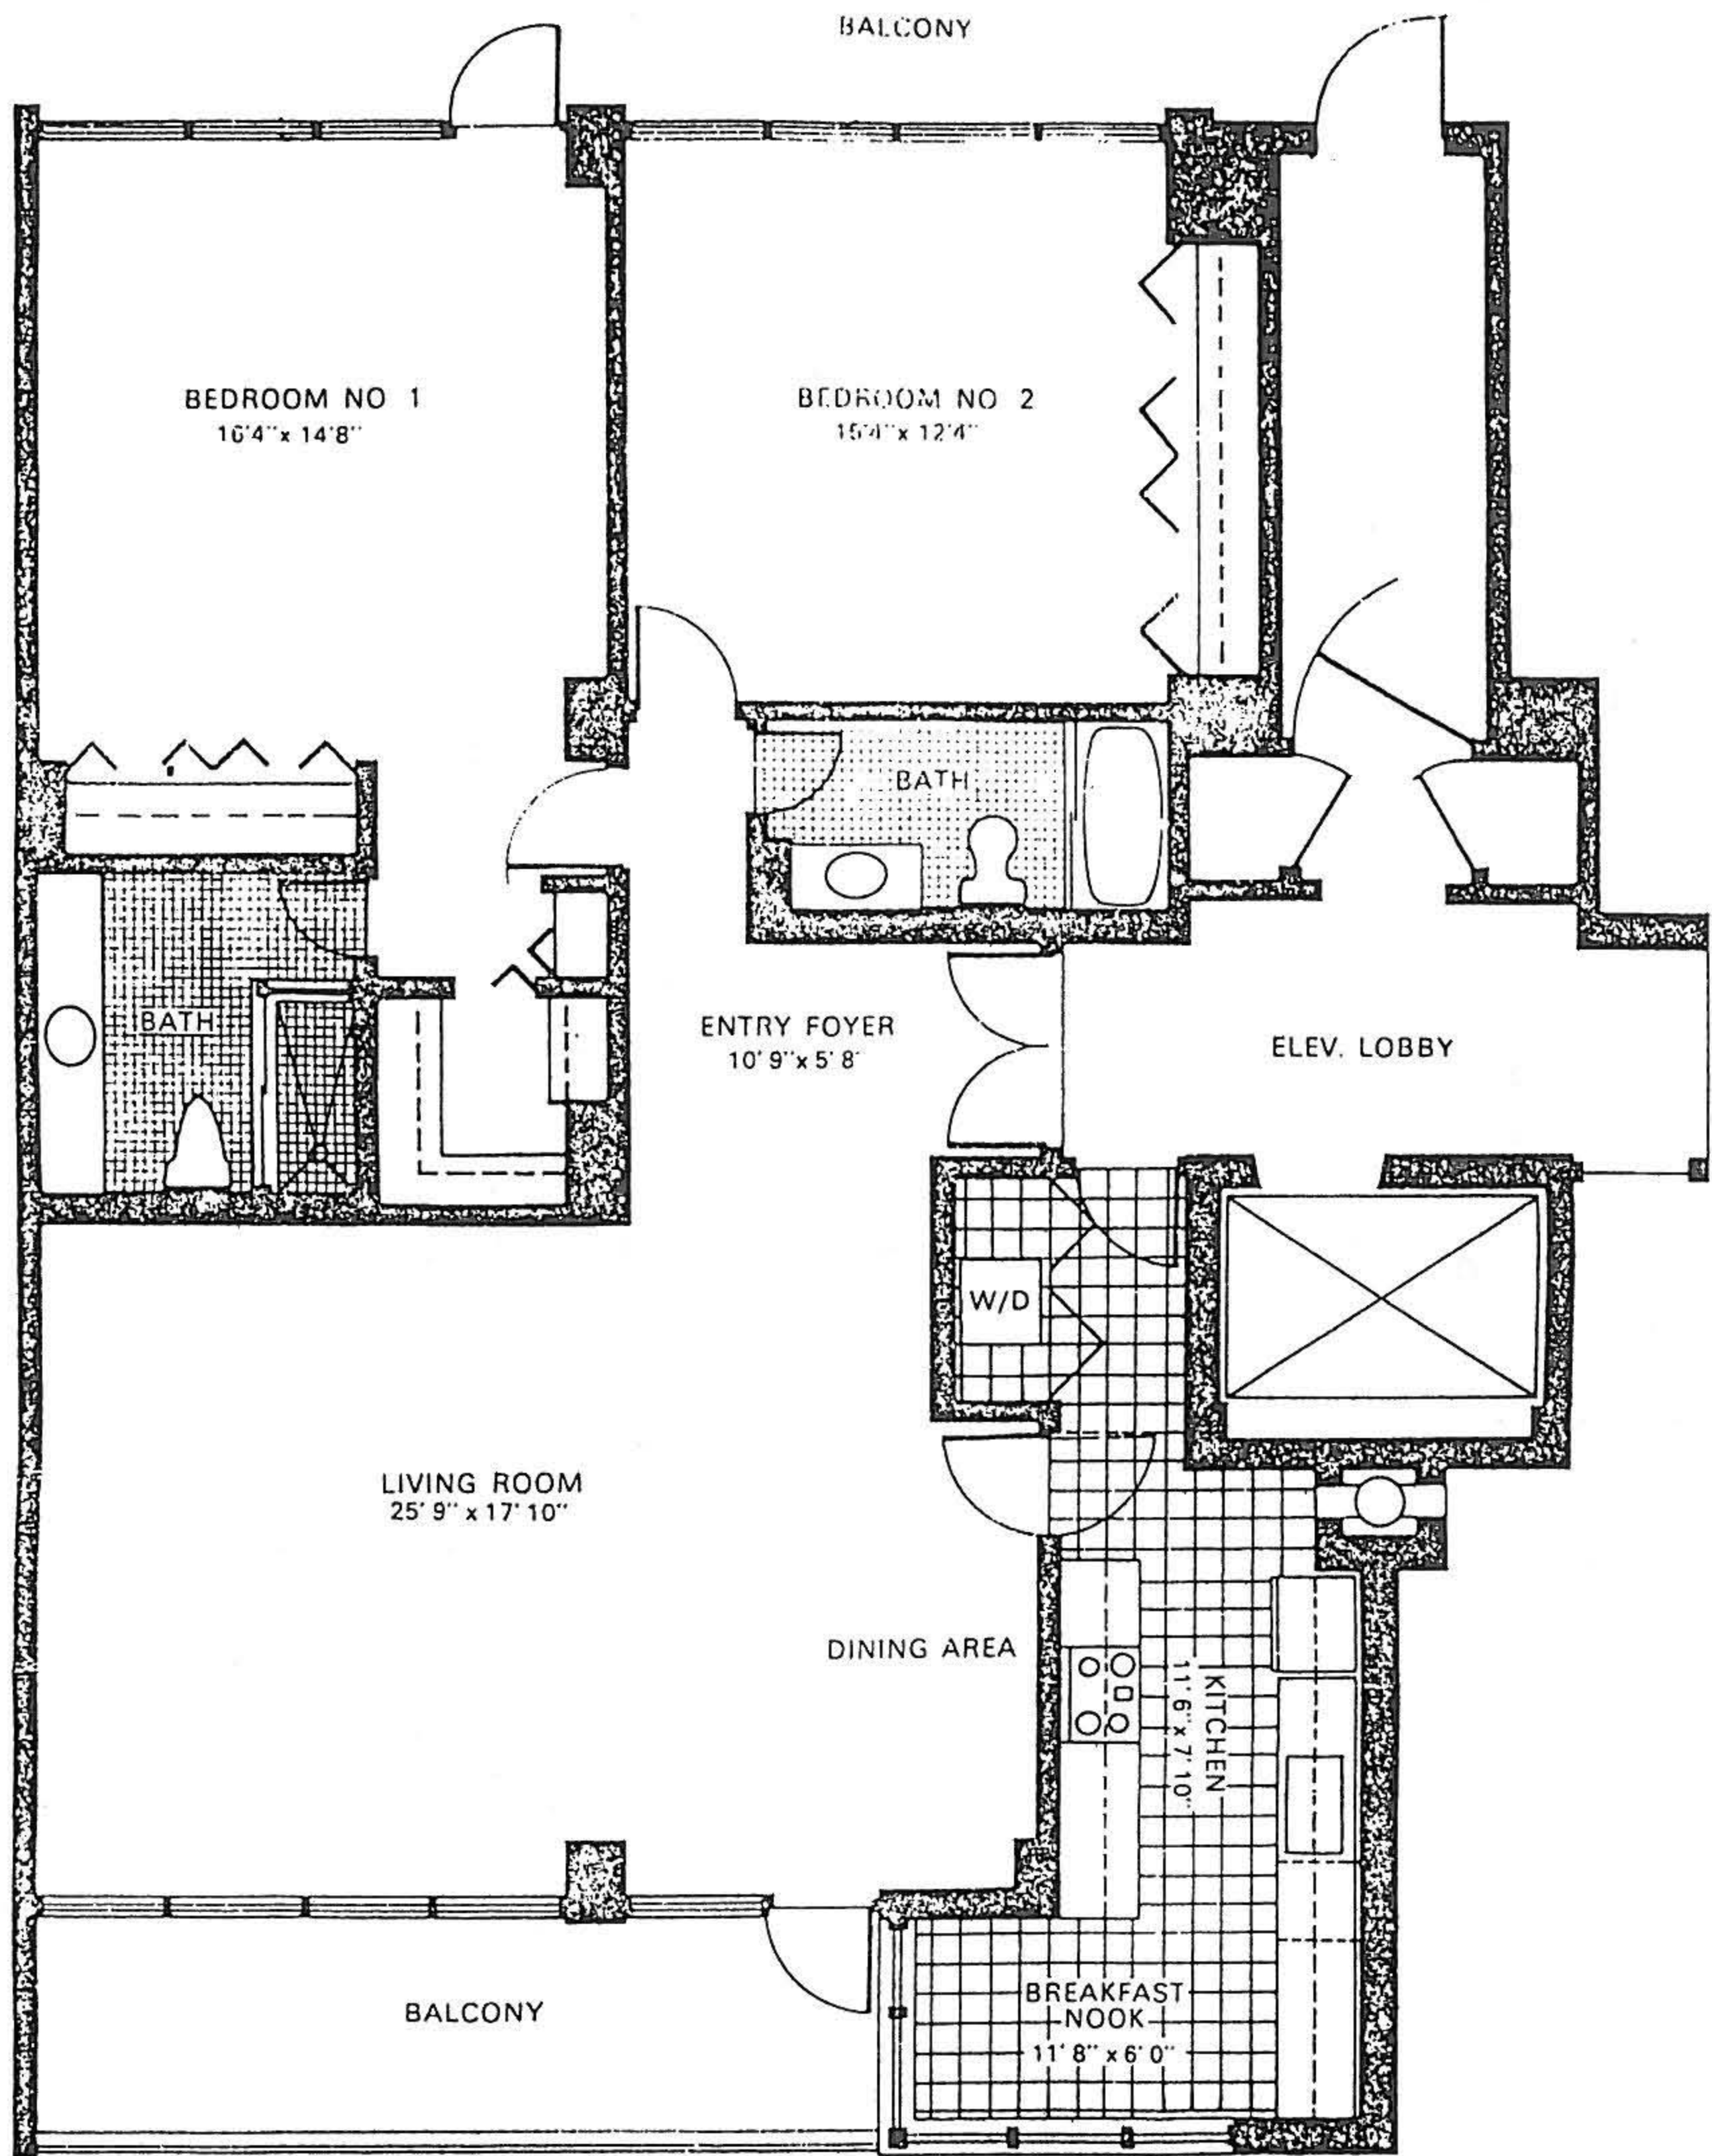 BALCONY
BEDROOM NO 1
16'4" x 14'8"
BEDROOM NO 2
15'4" x 12'4"
BATH
BATH
ENTRY FOYER
10' 9" x 5' 8'
ELEV. LOBBY
W/D
LIVING ROOM
25' 9" x 17' 10"
DINING AREA
KITCHEN
11' 6" x 7' 10"
BALCONY
BREAKFAST
NOOK
11' 8" x 6' 0"